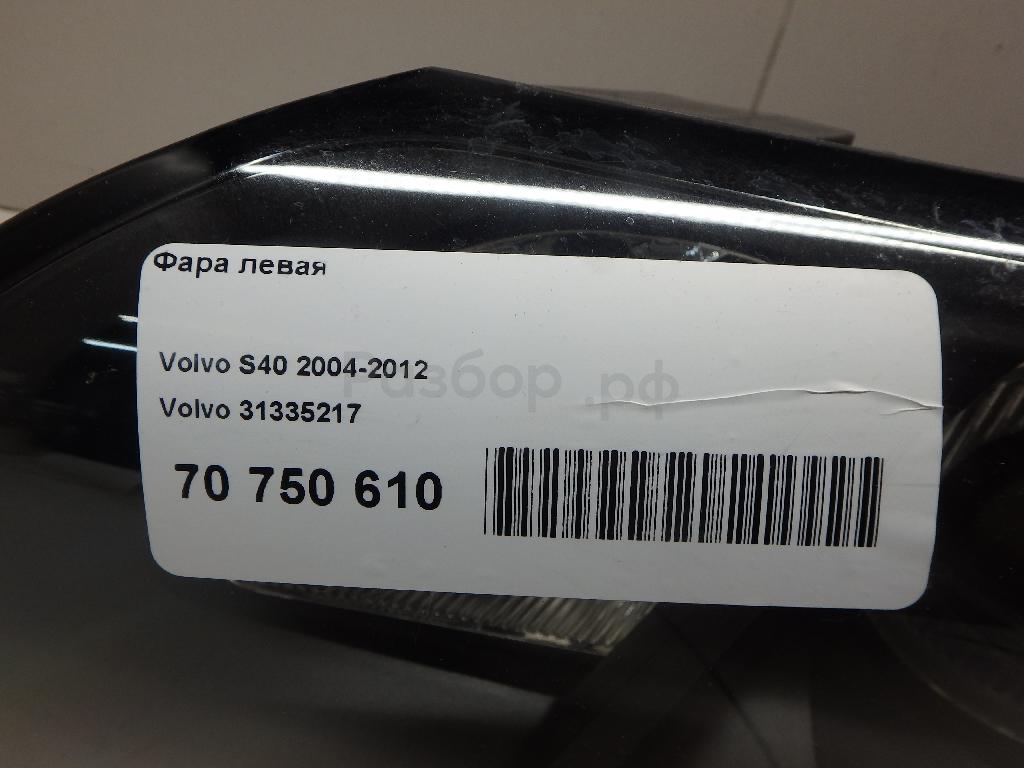 Фара левая
Volvo S40 2004-2012
Разбор.рф
Volvo 31335217
70 750 610